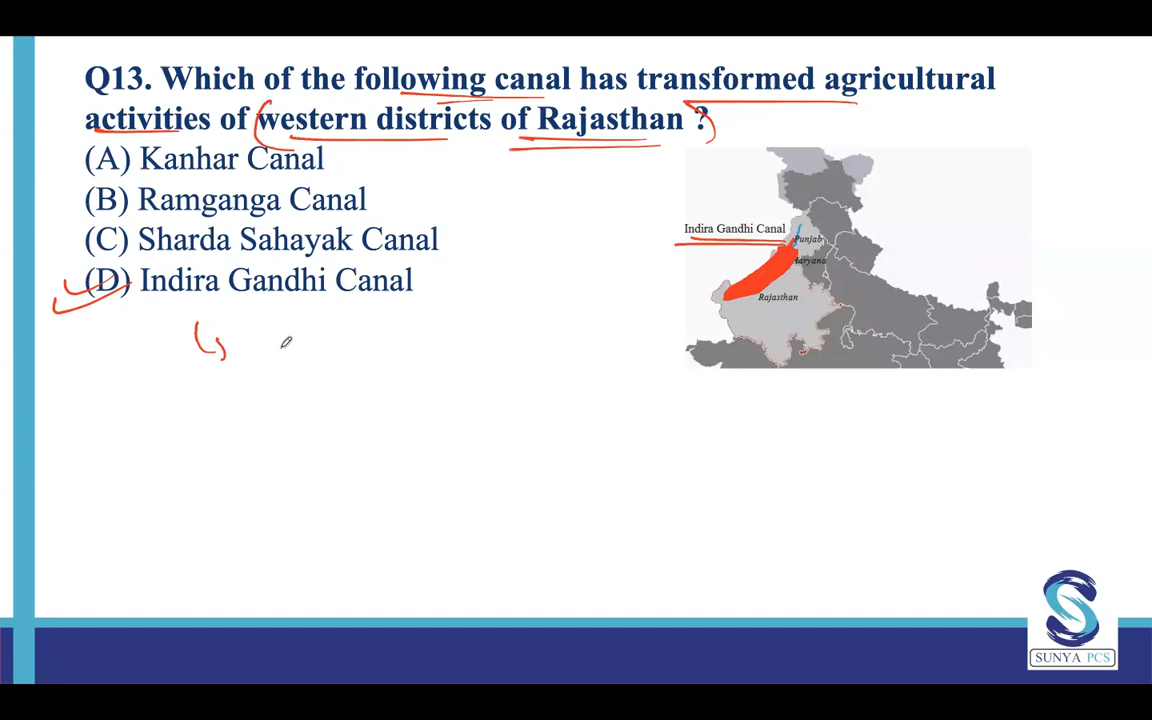 Q13. Which of the following canal has transformed agricultural
activities of western districts of Rajasthan ?
(A) Kanhar Canal
(B) Ramganga Canal
(C) Sharda Sahayak Canal
(D) Indira Gandhi Canal
Indira Gandhi Canal
Punjab
Haryana
Rajasthan
SUNYA PCS